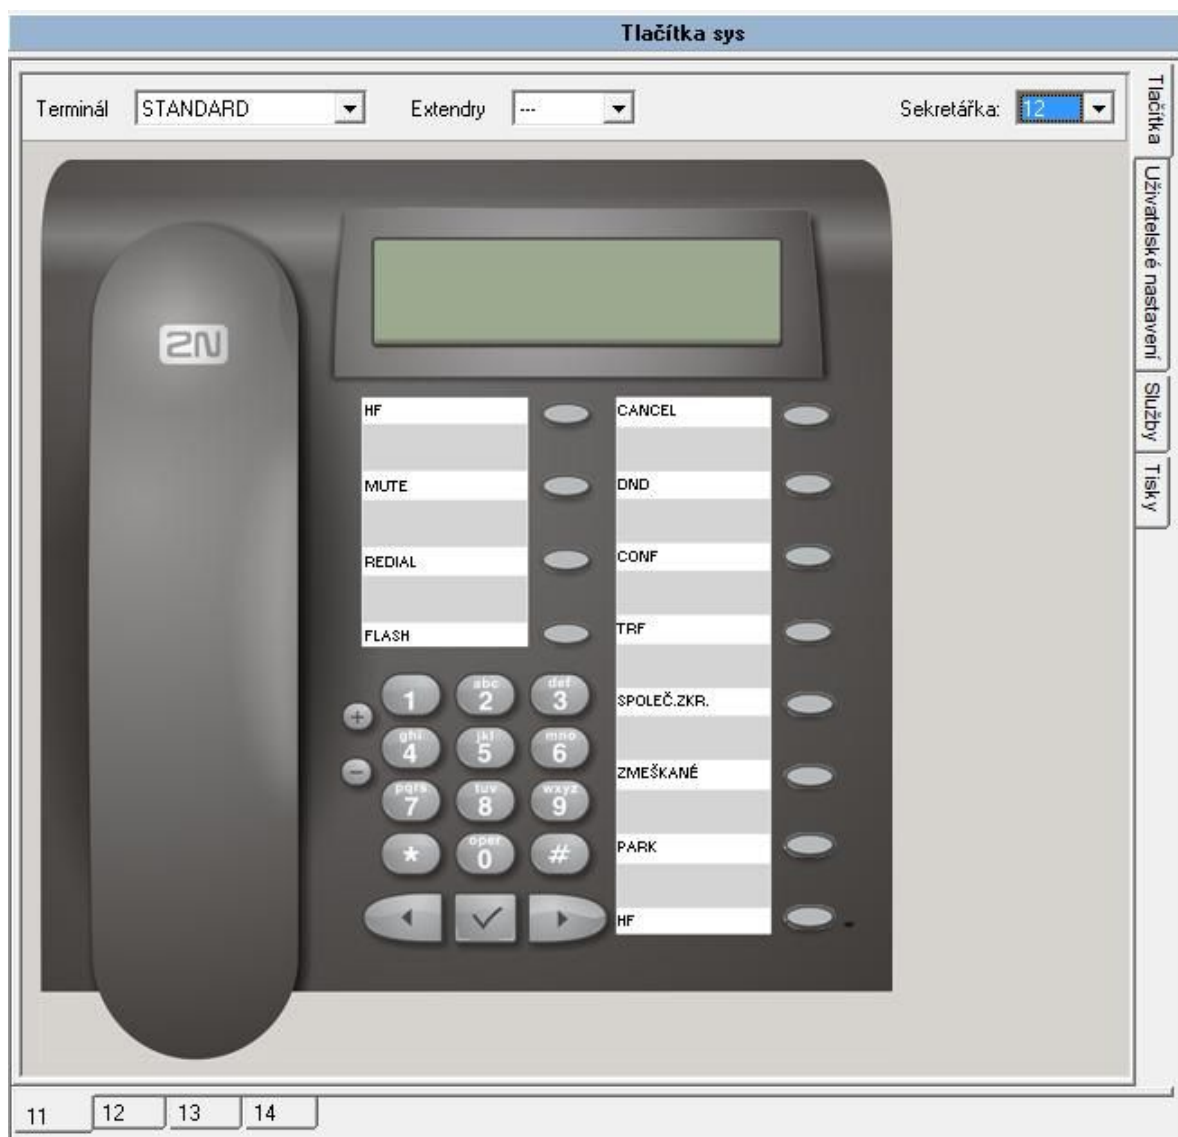 Tlačítka sys
Terminál STANDARD Extendry --- Sekretářka: 12
Tlačítka
Uživatelské nastavení
Služby
Tisky
2N
HF
MUTE
REDIAL
FLASH
CANCEL
DND
CONF
TRF
SPOLEČ.ZKR.
ZMEŠKANÉ
PARK
HF
1 abc 2 def 3
+
ghi 4 jkl 5 mno 6
-
pqrs 7 tuv 8 wxyz 9
* oper 0 #
11 12 13 14